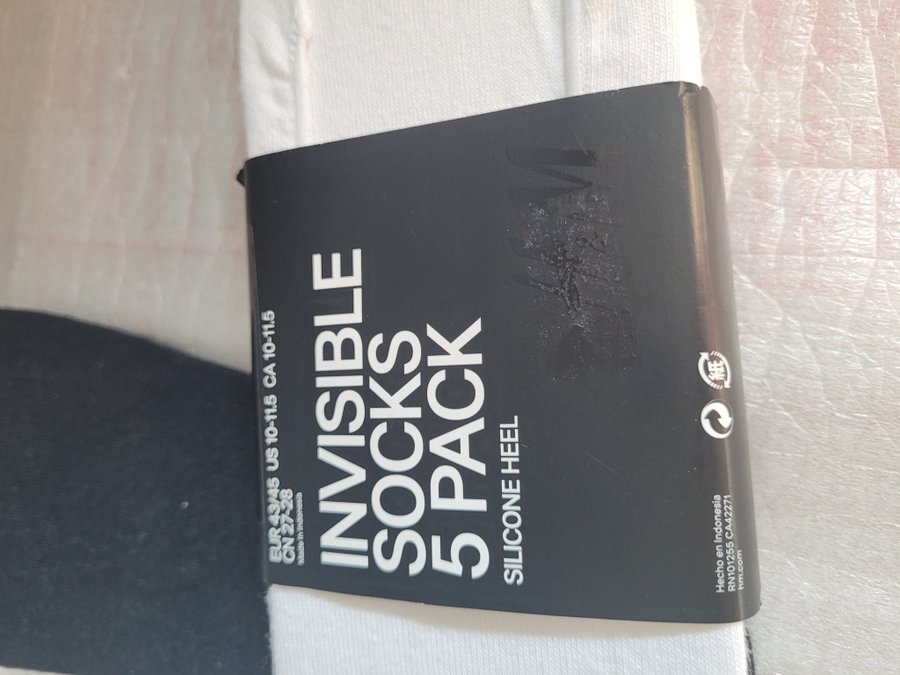 EUR 43/45 US 10-11.5 CA 10-11.5
CN 27-28
Made in Indonesia
INVISIBLE
SOCKS
5 PACK
SILICONE HEEL
H&M
紙
Hecho en Indonesia
RN101255 CA42271
hm.com